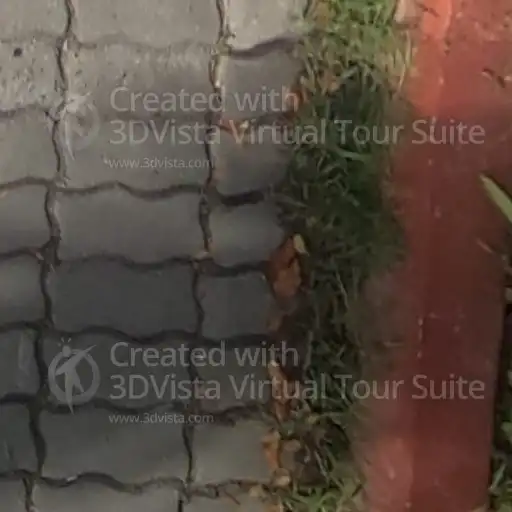 Created with
3DVista Virtual Tour Suite
*www.3dvista.com
Created with
3DVista Virtual Tour Suite
www.3dvista.com